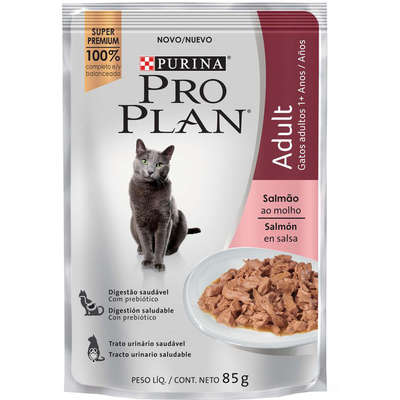 SUPER
PREMIUM
100%
completo e/y
balanceada
NOVO/NUEVO
PURINA
PRO
PLAN
Adult
Gatos adultos 1+ Anos / Años
Salmão
ao molho
Salmón
en salsa
Digestão saudável
Com prebiótico
Digestión saludable
Com prebiótico
Trato urinário saudável
Tracto urinario saludable
PESO LÍQ. / CONT. NETO 85g